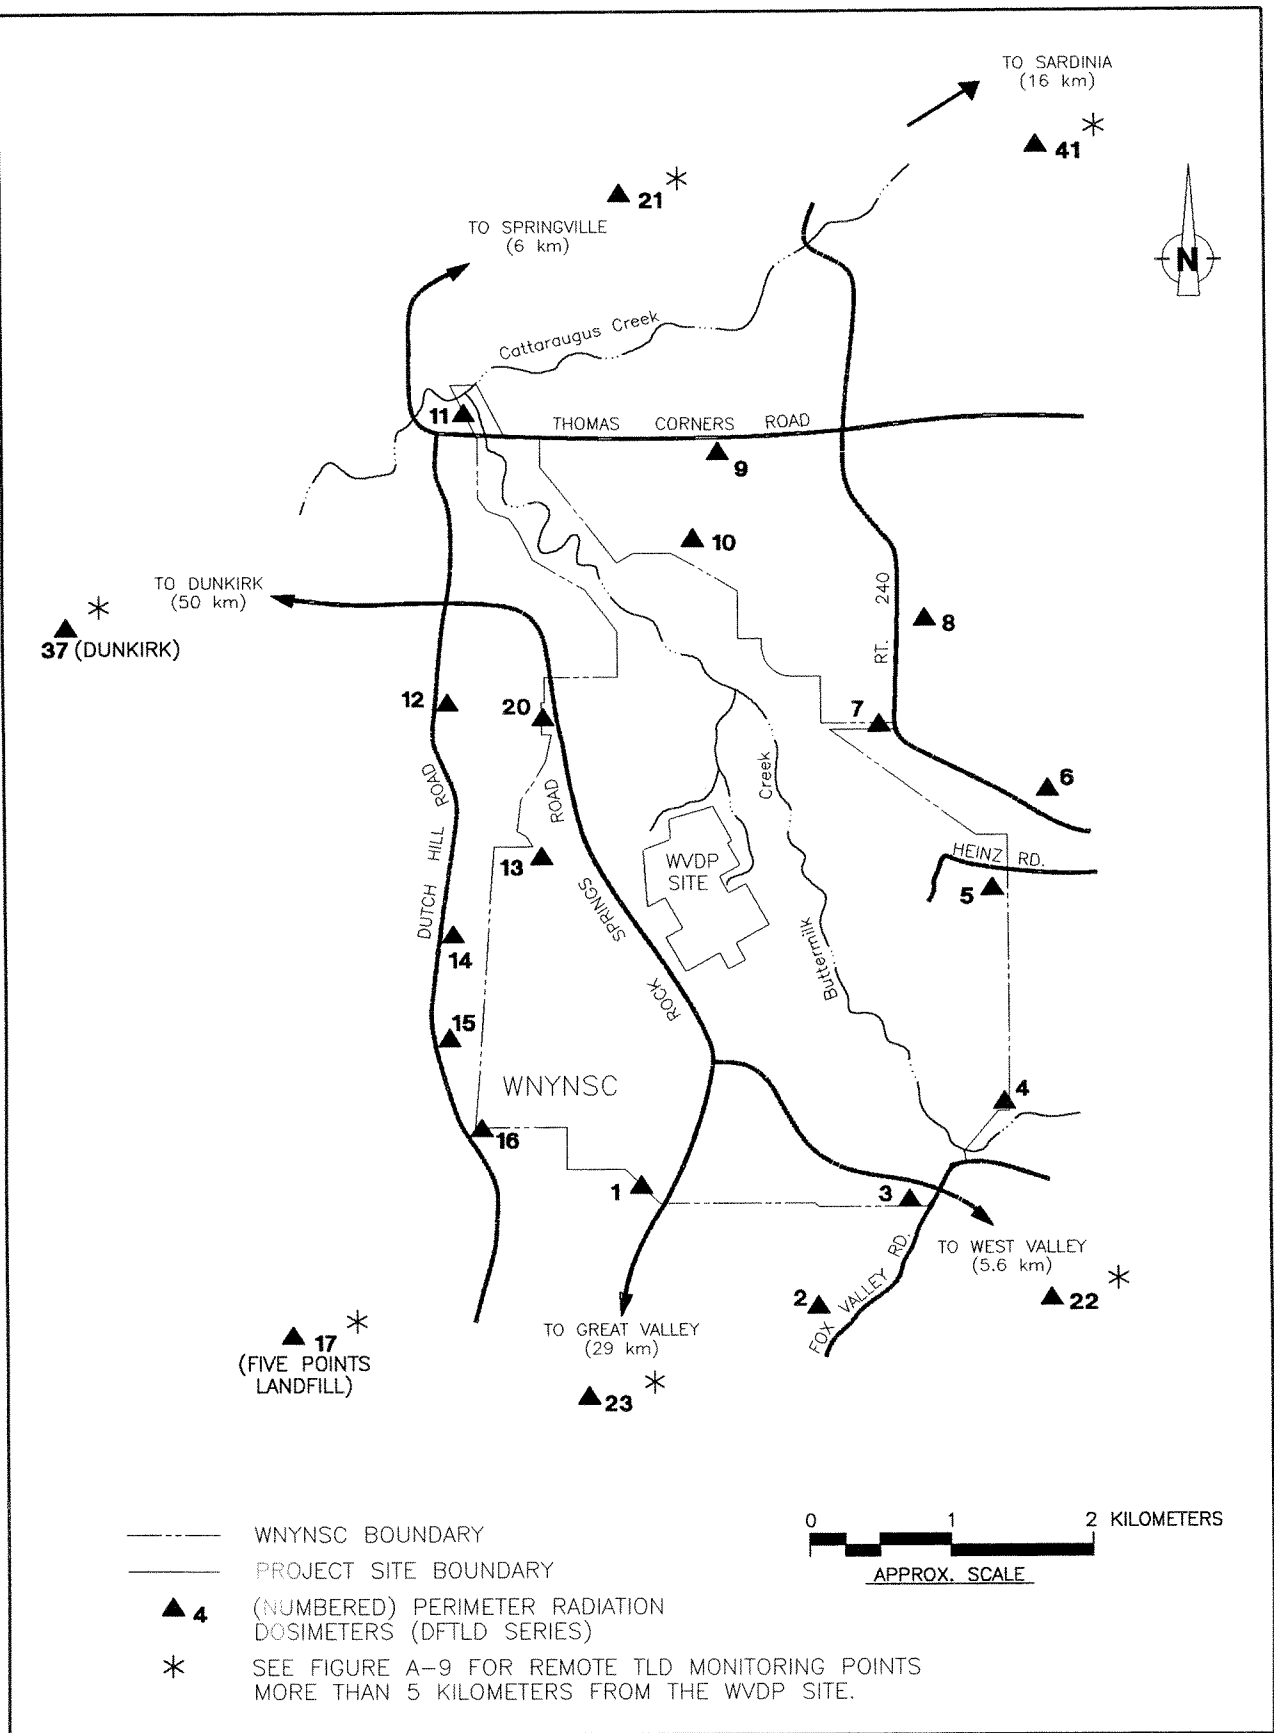 TO SARDINIA
(16 km)
41
21
TO SPRINGVILLE
(6 km)
N
Cattaraugus Creek
11
THOMAS CORNERS ROAD
9
10
TO DUNKIRK
(50 km)
RT. 240
8
37 (DUNKIRK)
12
20
7
Creek
6
DUTCH HILL ROAD
ROAD
WVDP
SITE
HEINZ RD.
13
5
SPRINGS
14
Buttermilk
ROCK
15
WNYNSC
4
16
1
3
TO WEST VALLEY
(5.6 km)
2
FOX VALLEY RD.
22
17
(FIVE POINTS
LANDFILL)
TO GREAT VALLEY
(29 km)
23
0 1 2 KILOMETERS
APPROX. SCALE
WNYNSC BOUNDARY
PROJECT SITE BOUNDARY
4 (NUMBERED) PERIMETER RADIATION
DOSIMETERS (DFTLD SERIES)
SEE FIGURE A-9 FOR REMOTE TLD MONITORING POINTS
MORE THAN 5 KILOMETERS FROM THE WVDP SITE.